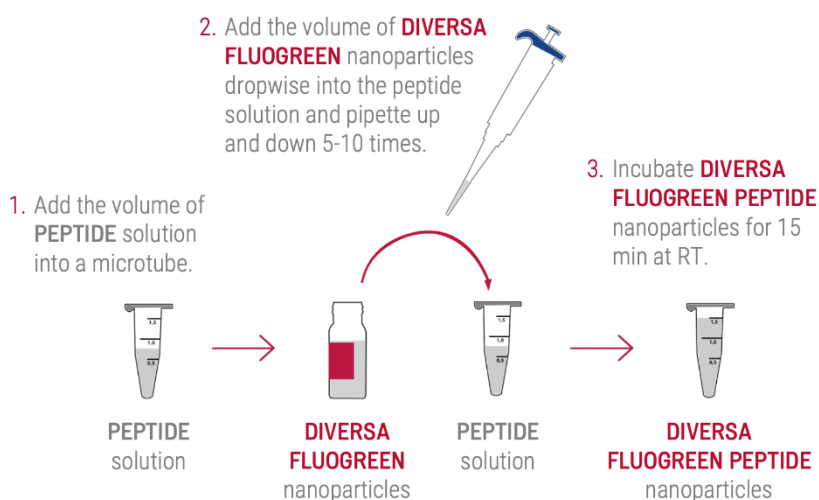 2. Add the volume of DIVERSA
FLUOGREEN nanoparticles
dropwise into the peptide
solution and pipette up
and down 5-10 times.
3. Incubate DIVERSA
FLUOGREEN PEPTIDE
nanoparticles for 15
min at RT.
1. Add the volume of
PEPTIDE solution
into a microtube.
1,5
1,0
0,5
1,5
1,0
0,5
1,5
1,0
0,5
PEPTIDE
solution
DIVERSA
FLUOGREEN
nanoparticles
PEPTIDE
solution
DIVERSA
FLUOGREEN PEPTIDE
nanoparticles